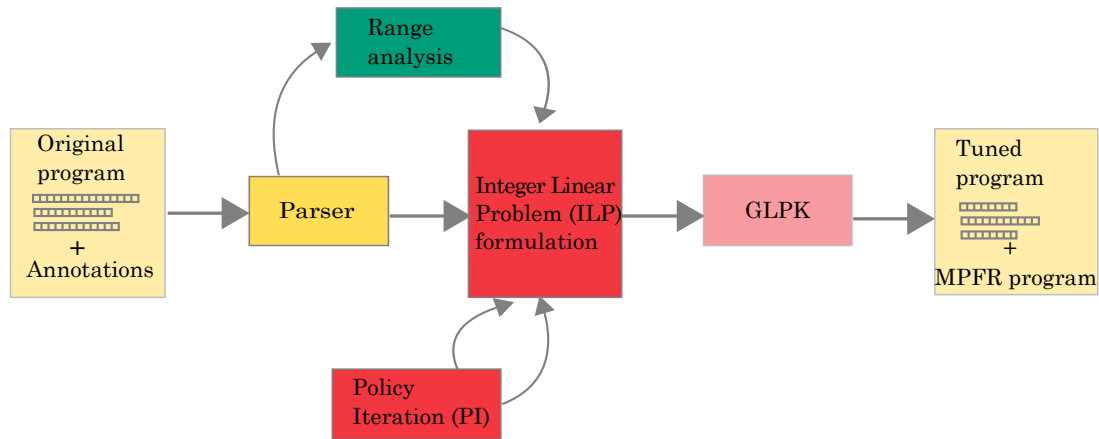 Range
analysis
Original
program
+
Annotations
Parser
Integer Linear
Problem (ILP)
formulation
GLPK
Tuned
program
+
MPFR program
Policy
Iteration (PI)